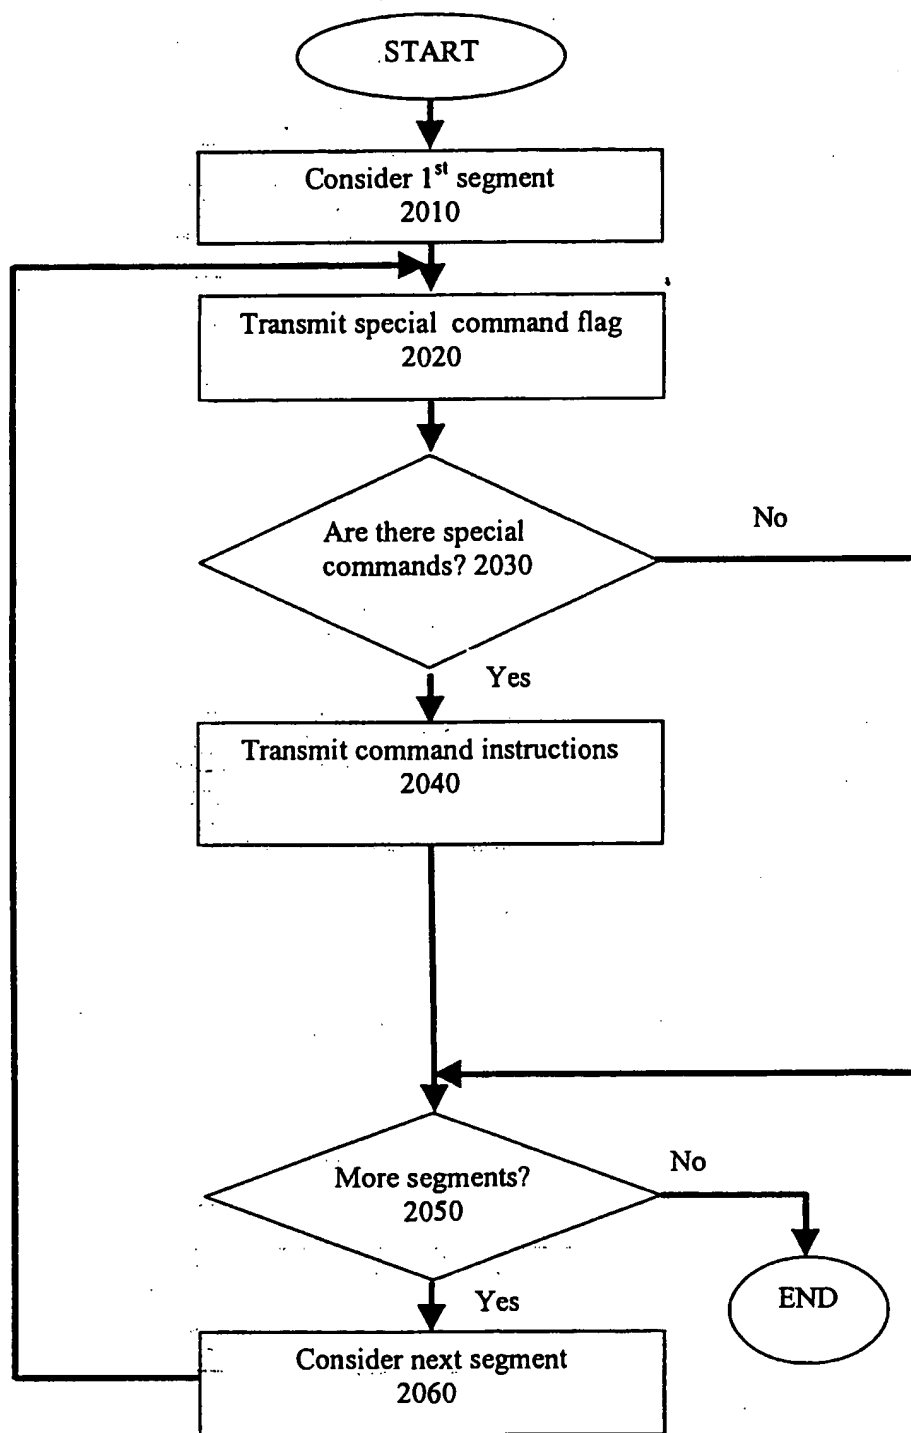 START
Consider 1st segment
2010
Transmit special command flag
2020
Are there special
commands? 2030
No
Yes
Transmit command instructions
2040
More segments?
2050
No
Yes
END
Consider next segment
2060